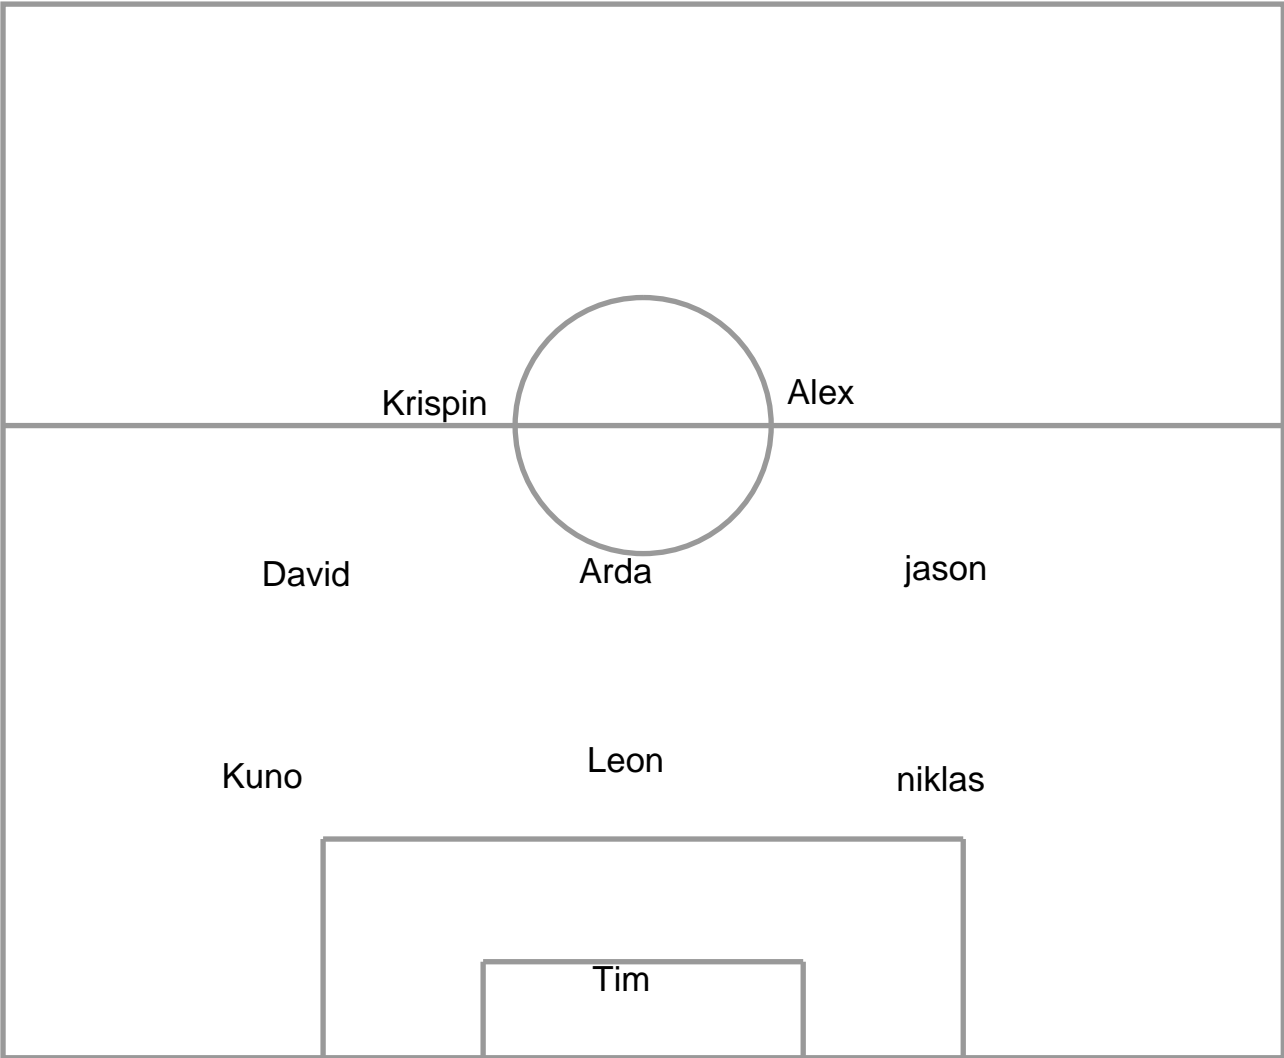 Krispin
Alex
David
Arda
jason
Kuno
Leon
niklas
Tim